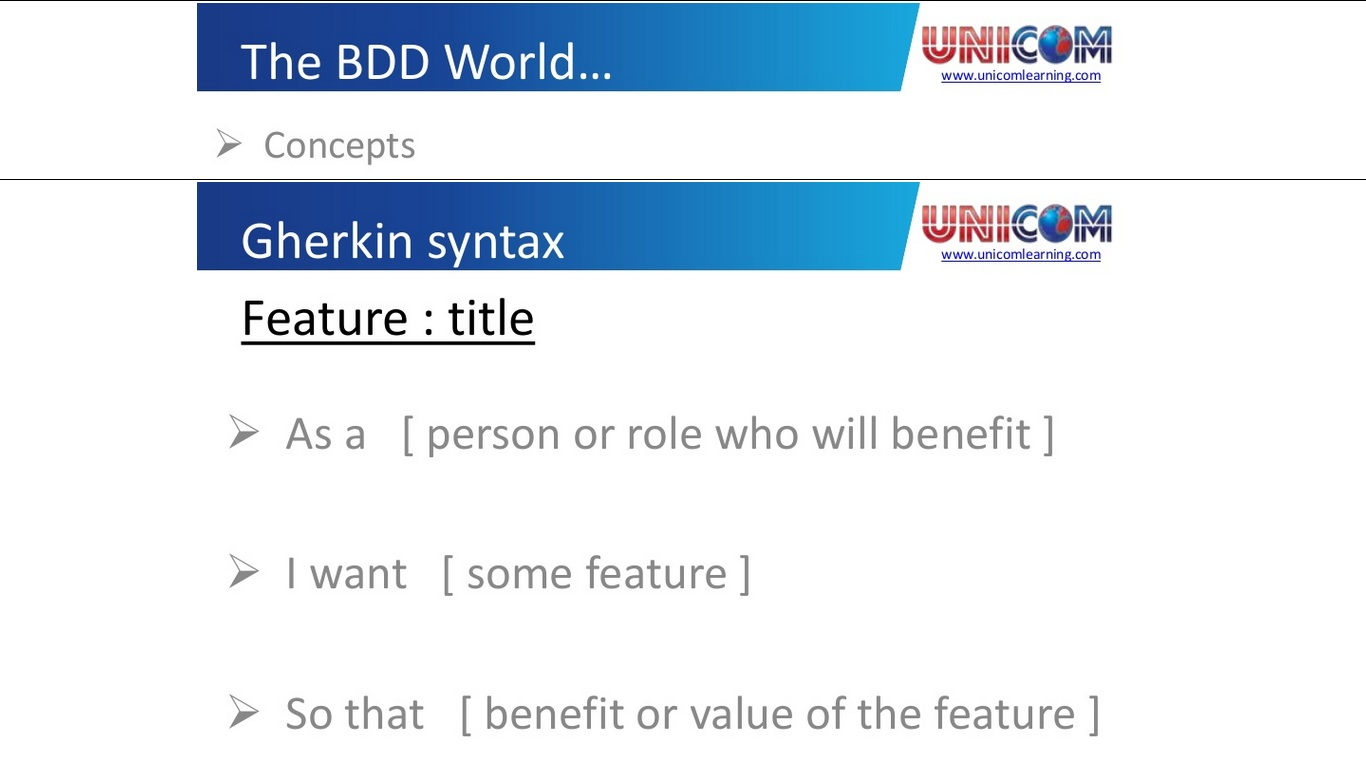 The BDD World...
UNICOM
www.unicomlearning.com
Concepts
Gherkin syntax
UNICOM
www.unicomlearning.com
Feature : title
As a [ person or role who will benefit ]
I want [ some feature ]
So that [ benefit or value of the feature ]